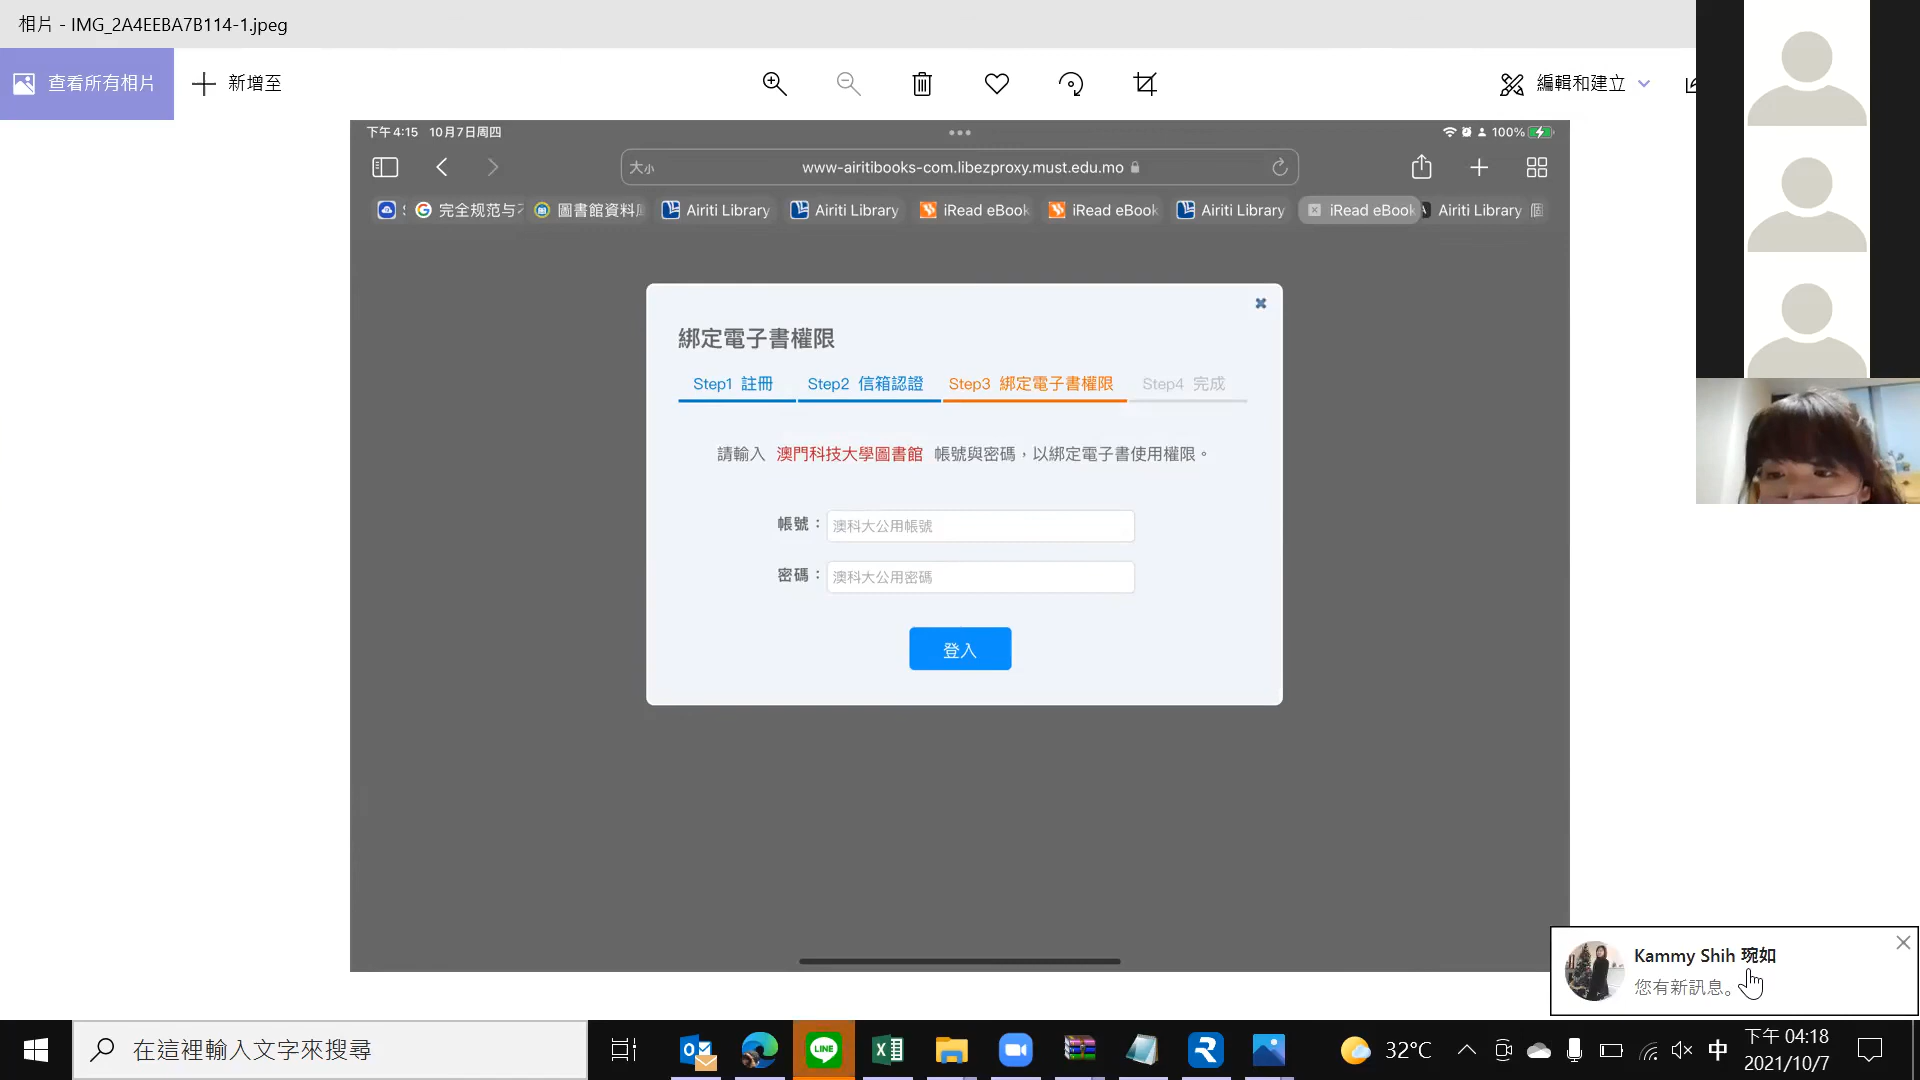 相片 - IMG_2A4EEBA7B114-1.jpeg
查看所有相片
新增至
編輯和建立
下午4:15 10月7日周四
100%
大小
www-airitibooks-com.libezproxy.must.edu.mo
完全规范与
圖書館資料
Airiti Library
Airiti Library
iRead eBook
iRead eBook
Airiti Library
iRead eBook
Airiti Library
綁定電子書權限
Step1 註冊
Step2 信箱認證
Step3 綁定電子書權限
Step4 完成
請輸入 澳門科技大學圖書館 帳號與密碼，以綁定電子書使用權限。
帳號： 澳科大公用帳號
密碼： 澳科大公用密碼
登入
Kammy Shih 琬如
您有新訊息。
在這裡輸入文字來搜尋
LINE
32°C
中
下午 04:18
2021/10/7